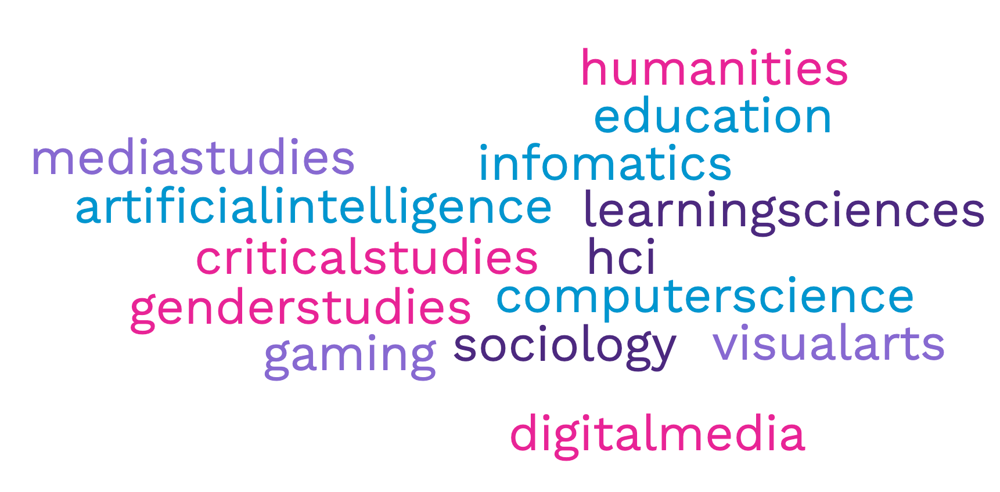 humanities
education
mediastudies
infomatics
artificialintelligence
learningsciences
criticalstudies
hci
genderstudies
computerscience
gaming
sociology
visualarts
digitalmedia